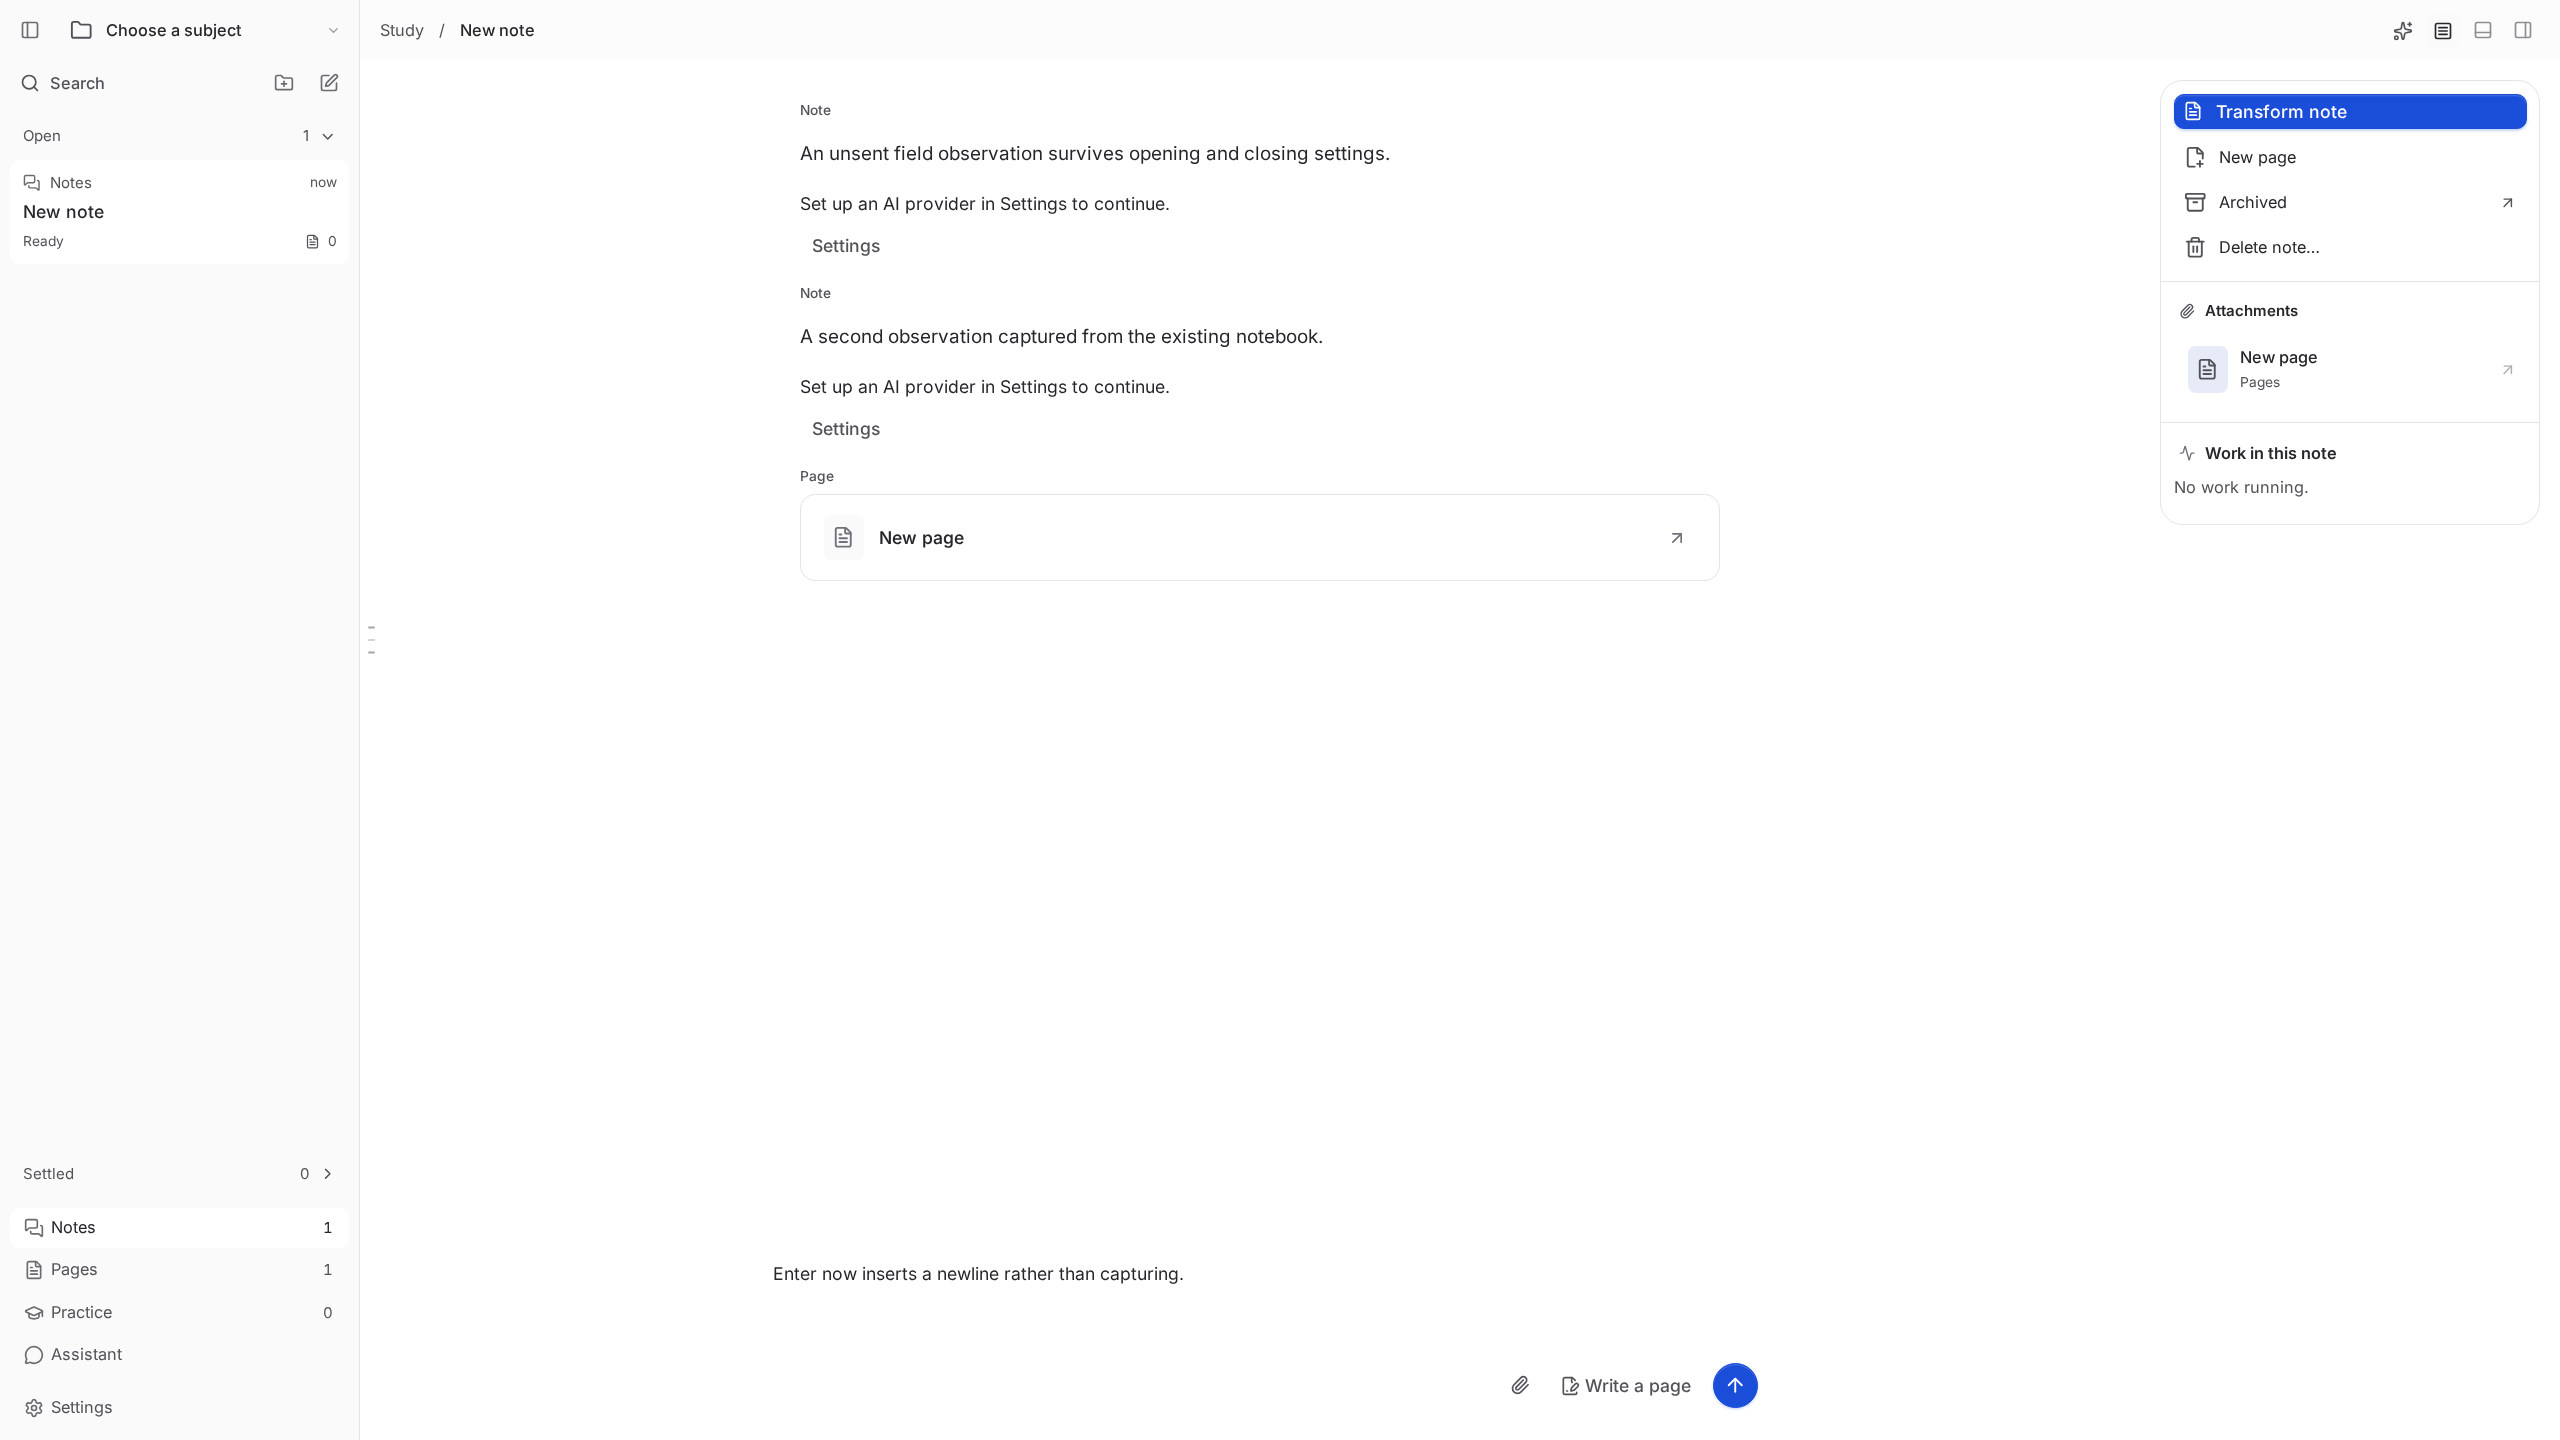 Choose a subject
Search
Open 1
Notes now
New note
Ready 0
Settled 0
Notes 1
Pages 1
Practice 0
Assistant
Settings
Study / New note
Note
An unsent field observation survives opening and closing settings.
Set up an AI provider in Settings to continue.
Settings
Note
A second observation captured from the existing notebook.
Set up an AI provider in Settings to continue.
Settings
Page
New page
Enter now inserts a newline rather than capturing.
Write a page
Transform note
New page
Archived
Delete note...
Attachments
New page
Pages
Work in this note
No work running.